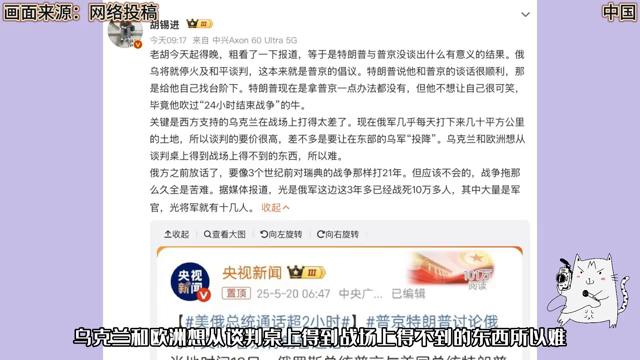 画面来源：网络投稿
中国
胡锡进
今天09:17 来自 中兴Axon 60 Ultra 5G
老胡今天起得晚，粗看了一下报道，等于是特朗普与普京没谈出什么有意义的结果。俄
乌将就停火及和平谈判，这本来就是普京的倡议。特朗普说他和普京的谈话很顺利，那
是给他自己找台阶下。特朗普现在是拿普京一点办法都没有，但他不想让自己很可笑，
毕竟他吹过“24小时结束战争”的牛。
关键是西方支持的乌克兰在战场上打得太差了。现在俄军几乎每天打下来几十平方公里
的土地，所以谈判的要价很高，差不多是要让在东部的乌军“投降”。乌克兰和欧洲想从
谈判桌上得到战场上得不到的东西，所以难。
俄方之前放话了，要像3个世纪前对瑞典的战争那样打21年。但应该不会的，战争拖那
么久全是苦难。据媒体报道，光是俄军这边这3年多已经战死10万多人，其中大量是军
官，光将军就有十几人。 收起
收起 查看大图 向左旋转 向右旋转
央视新闻 III
央视新闻
101万
阅读
置顶 25-5-20 06:47 中央广... 已编辑
【#美俄总统通话超2小时#】#普京特朗普讨论俄
乌克兰和欧洲想从谈判桌上得到战场上得不到的东西所以难